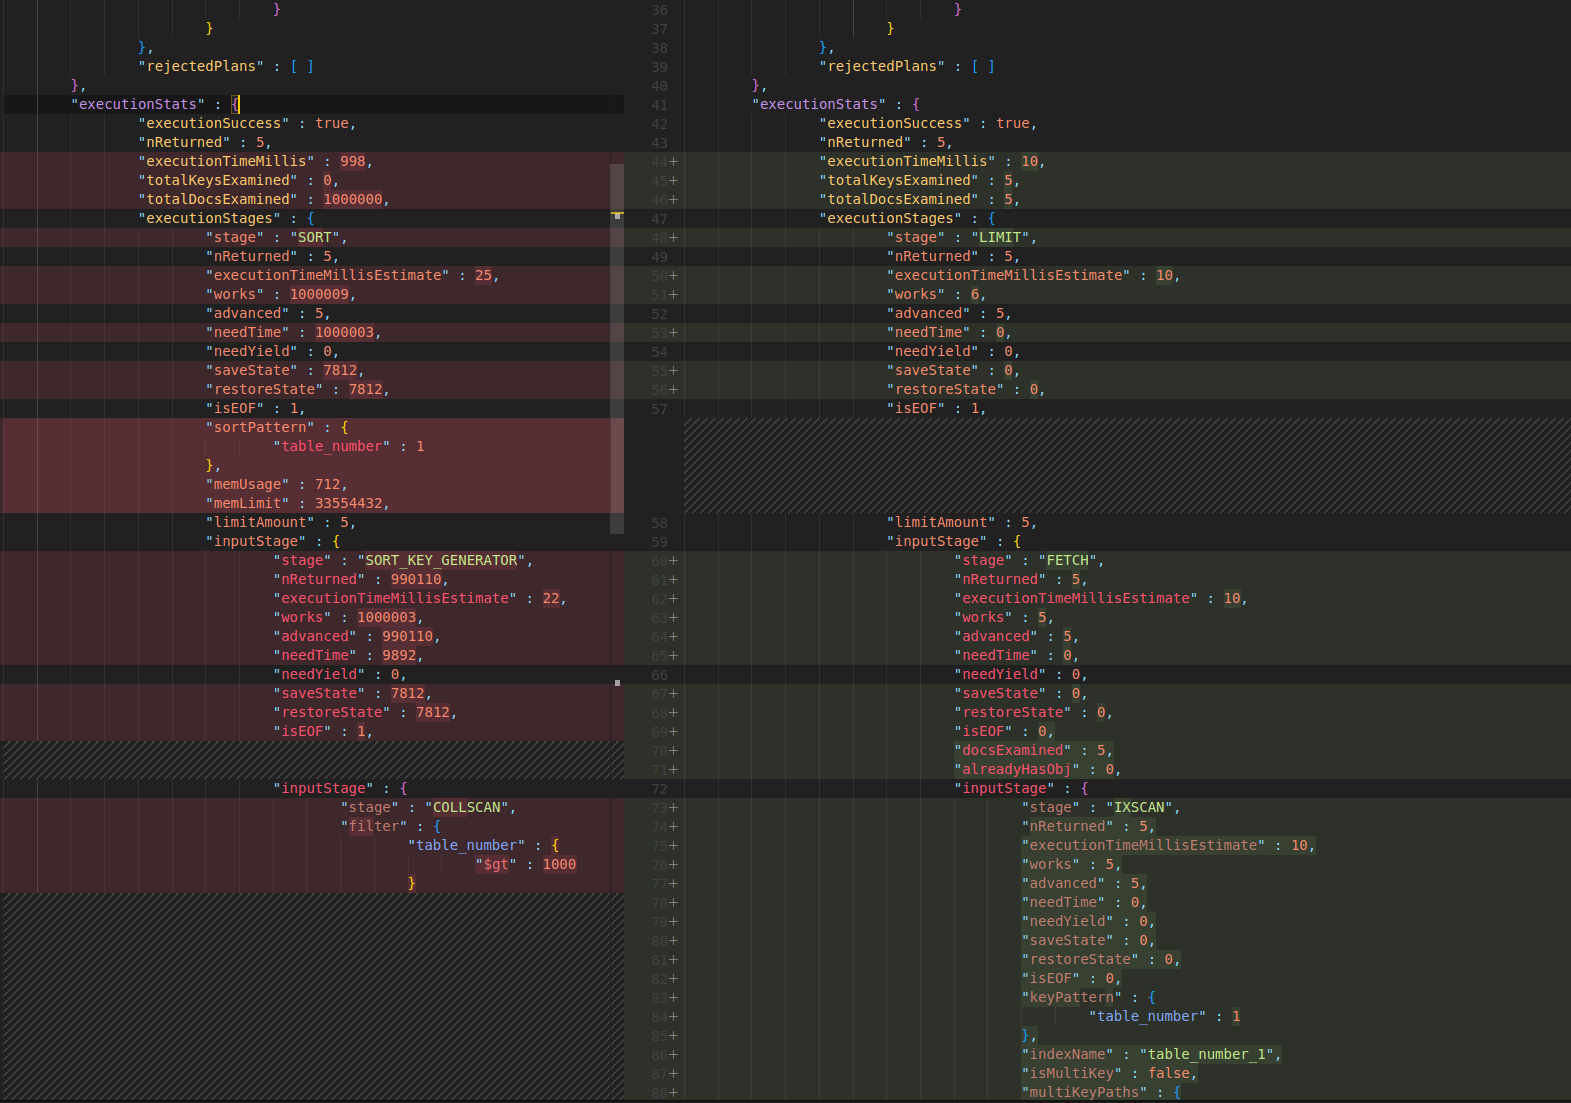 }
}
},
"rejectedPlans" : [ ]
},
"executionStats" : {
"executionSuccess" : true,
"nReturned" : 5,
"executionTimeMillis" : 998,
"totalKeysExamined" : 0,
"totalDocsExamined" : 1000000,
"executionStages" : {
"stage" : "SORT",
"nReturned" : 5,
"executionTimeMillisEstimate" : 25,
"works" : 1000009,
"advanced" : 5,
"needTime" : 1000003,
"needYield" : 0,
"saveState" : 7812,
"restoreState" : 7812,
"isEOF" : 1,
"sortPattern" : {
"table_number" : 1
},
"memUsage" : 712,
"memLimit" : 33554432,
"limitAmount" : 5,
"inputStage" : {
"stage" : "SORT_KEY_GENERATOR",
"nReturned" : 990110,
"executionTimeMillisEstimate" : 22,
"works" : 1000003,
"advanced" : 990110,
"needTime" : 9892,
"needYield" : 0,
"saveState" : 7812,
"restoreState" : 7812,
"isEOF" : 1,
"inputStage" : {
"stage" : "COLLSCAN",
"filter" : {
"table_number" : {
"$gt" : 1000
}
36 }
37 }
38 },
39 "rejectedPlans" : [ ]
40 },
41 "executionStats" : {
42 "executionSuccess" : true,
43 "nReturned" : 5,
44+ "executionTimeMillis" : 10,
45+ "totalKeysExamined" : 5,
46+ "totalDocsExamined" : 5,
47 "executionStages" : {
48+ "stage" : "LIMIT",
49 "nReturned" : 5,
50+ "executionTimeMillisEstimate" : 10,
51+ "works" : 6,
52 "advanced" : 5,
53+ "needTime" : 0,
54 "needYield" : 0,
55+ "saveState" : 0,
56+ "restoreState" : 0,
57 "isEOF" : 1,
58 "limitAmount" : 5,
59 "inputStage" : {
60+ "stage" : "FETCH",
61+ "nReturned" : 5,
62+ "executionTimeMillisEstimate" : 10,
63+ "works" : 5,
64+ "advanced" : 5,
65+ "needTime" : 0,
66 "needYield" : 0,
67+ "saveState" : 0,
68+ "restoreState" : 0,
69+ "isEOF" : 0,
70+ "docsExamined" : 5,
71+ "alreadyHasObj" : 0,
72 "inputStage" : {
73+ "stage" : "IXSCAN",
74+ "nReturned" : 5,
75+ "executionTimeMillisEstimate" : 10,
76+ "works" : 5,
77+ "advanced" : 5,
78+ "needTime" : 0,
79+ "needYield" : 0,
80+ "saveState" : 0,
81+ "restoreState" : 0,
82+ "isEOF" : 0,
83+ "keyPattern" : {
84+ "table_number" : 1
85+ },
86+ "indexName" : "table_number_1",
87+ "isMultiKey" : false,
88+ "multiKeyPaths" : {